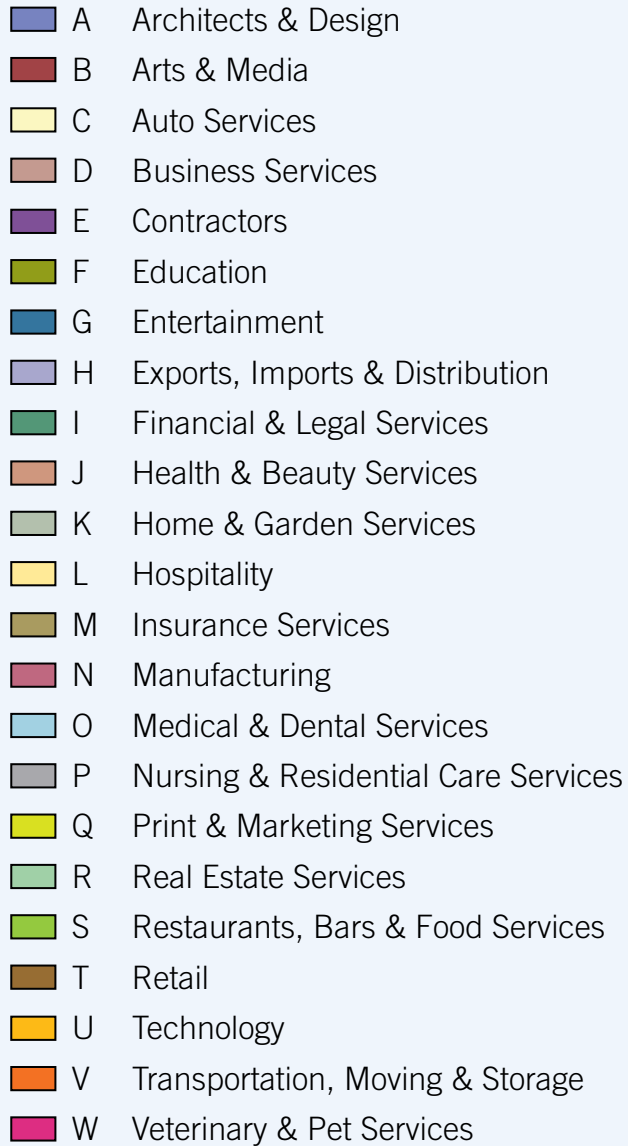 A Architects & Design
B Arts & Media
C Auto Services
D Business Services
E Contractors
F Education
G Entertainment
H Exports, Imports & Distribution
I Financial & Legal Services
J Health & Beauty Services
K Home & Garden Services
L Hospitality
M Insurance Services
N Manufacturing
O Medical & Dental Services
P Nursing & Residential Care Services
Q Print & Marketing Services
R Real Estate Services
S Restaurants, Bars & Food Services
T Retail
U Technology
V Transportation, Moving & Storage
W Veterinary & Pet Services